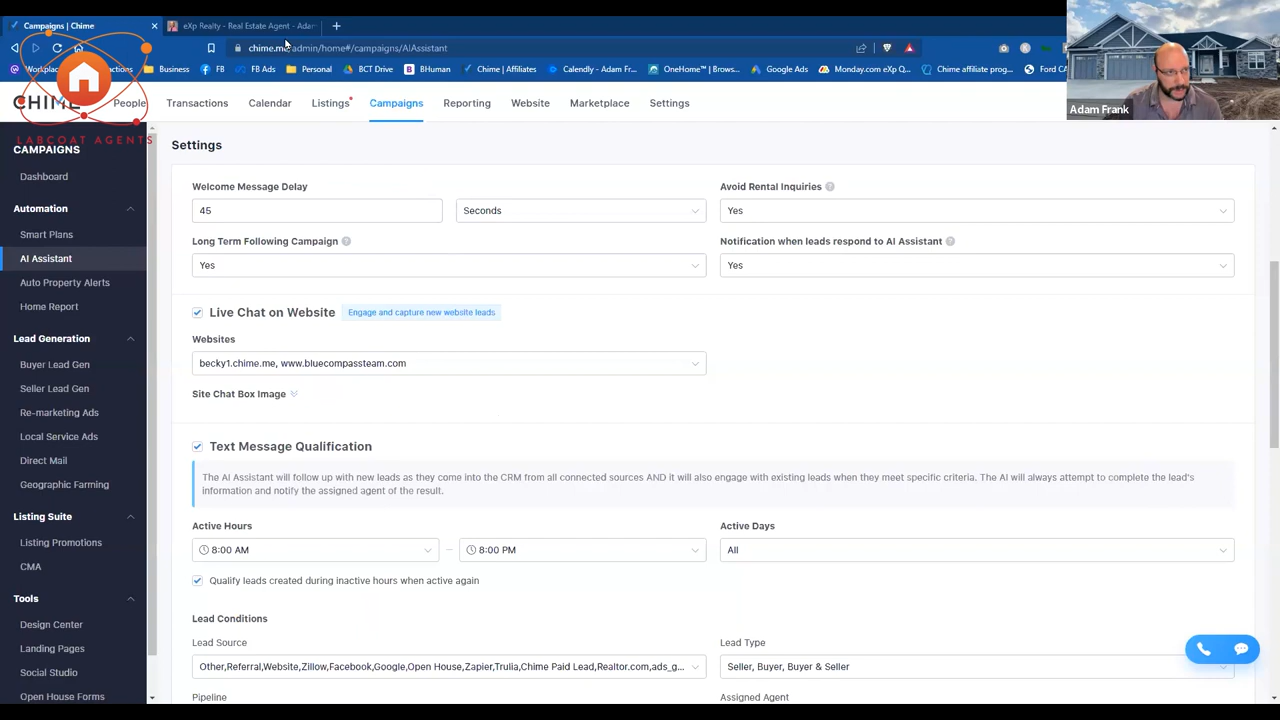 Campaigns | Chime
eXp Realty - Real Estate Agent - Adam
chime.me/admin/home#/campaigns/AIAssistant
Business
FB
FB Ads
Personal
BCT Drive
BHuman
Chime | Affiliates
Calendly - Adam Fr...
OneHome™ | Brows...
Google Ads
Monday.com eXp Q...
Chime affiliate prog...
Ford CA
CHIME
People
Transactions
Calendar
Listings
Campaigns
Reporting
Website
Marketplace
Settings
Adam Frank
LABCOAT AGENTS
CAMPAIGNS
Dashboard
Automation
Smart Plans
AI Assistant
Auto Property Alerts
Home Report
Lead Generation
Buyer Lead Gen
Seller Lead Gen
Re-marketing Ads
Local Service Ads
Direct Mail
Geographic Farming
Listing Suite
Listing Promotions
CMA
Tools
Design Center
Landing Pages
Social Studio
Open House Forms
Settings
Welcome Message Delay
Avoid Rental Inquiries
45
Seconds
Yes
Long Term Following Campaign
Notification when leads respond to AI Assistant
Yes
Yes
Live Chat on Website
Engage and capture new website leads
Websites
becky1.chime.me, www.bluecompassteam.com
Site Chat Box Image
Text Message Qualification
The AI Assistant will follow up with new leads as they come into the CRM from all connected sources AND it will also engage with existing leads when they meet specific criteria. The AI will always attempt to complete the lead's
information and notify the assigned agent of the result.
Active Hours
Active Days
8:00 AM
–
8:00 PM
All
Qualify leads created during inactive hours when active again
Lead Conditions
Lead Source
Lead Type
Other,Referral,Website,Zillow,Facebook,Google,Open House,Zapier,Trulia,Chime Paid Lead,Realtor.com,ads_g...
Seller, Buyer, Buyer & Seller
Pipeline
Assigned Agent